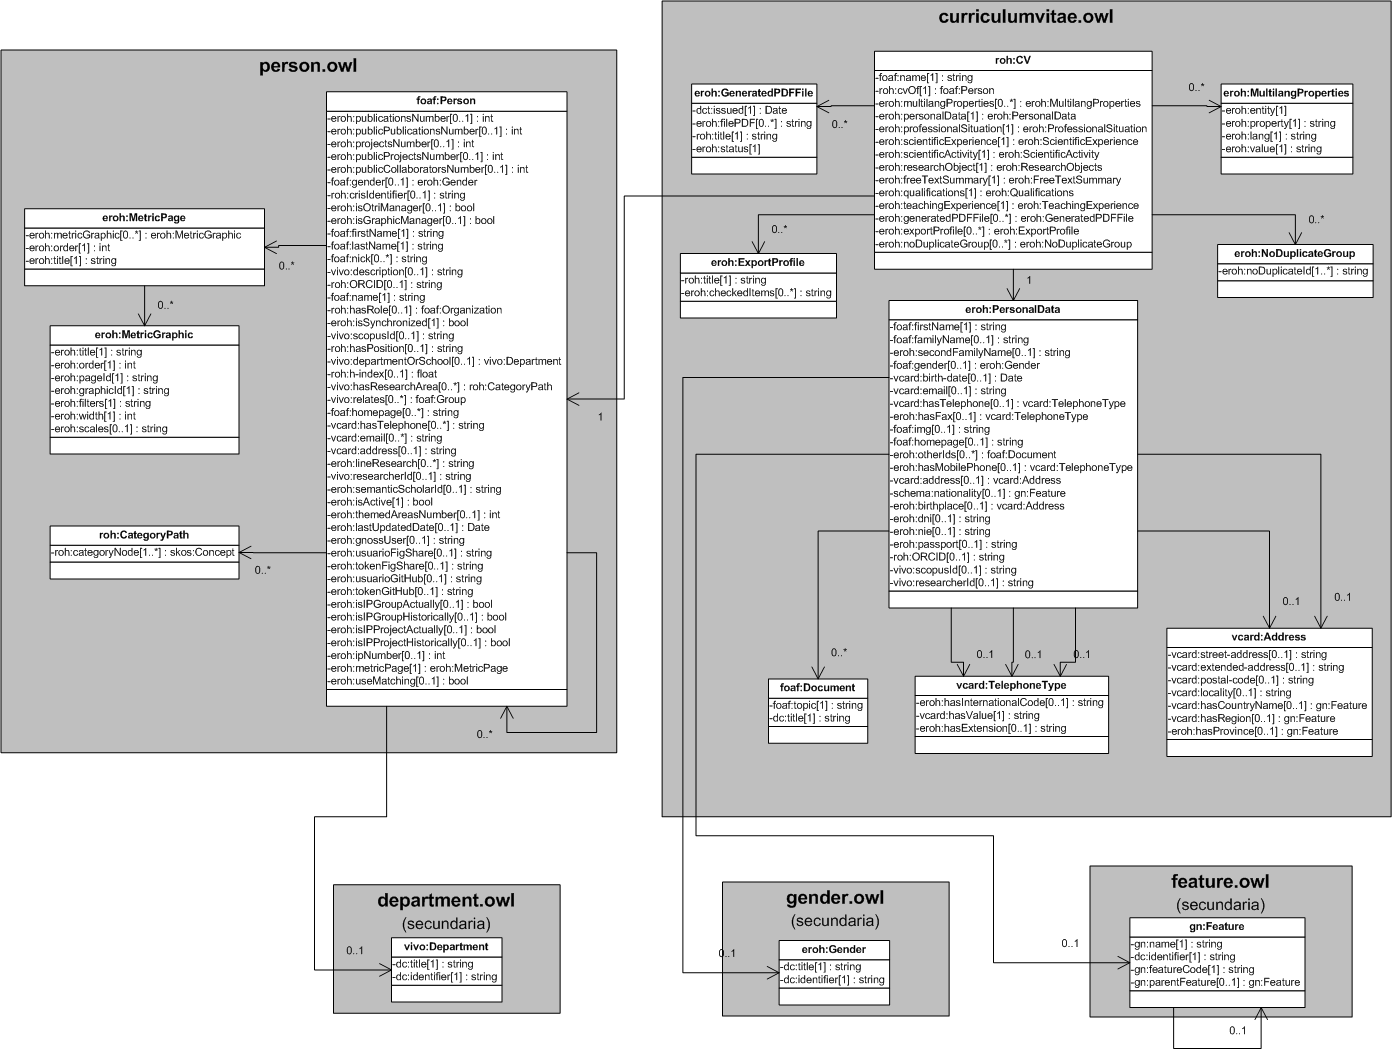 person.owl
foaf:Person
-eroh:publicationsNumber[0..1] : int
-eroh:publicPublicationsNumber[0..1] : int
-eroh:projectsNumber[0..1] : int
-eroh:publicProjectsNumber[0..1] : int
-eroh:publicCollaboratorsNumber[0..1] : int
-foaf:gender[0..1] : eroh:Gender
-roh:crisIdentifier[0..1] : string
-eroh:isOtriManager[0..1] : bool
-eroh:isGraphicManager[0..1] : bool
-foaf:firstName[1] : string
-foaf:lastName[1] : string
-foaf:nick[0..*] : string
-vivo:description[0..1] : string
-roh:ORCID[0..1] : string
-foaf:name[1] : string
-roh:hasRole[0..1] : foaf:Organization
-eroh:isSynchronized[1] : bool
-vivo:scopusId[0..1] : string
-roh:hasPosition[0..1] : string
-vivo:departmentOrSchool[0..1] : vivo:Department
-roh:h-index[0..1] : float
-vivo:hasResearchArea[0..*] : roh:CategoryPath
-vivo:relates[0..*] : foaf:Group
-foaf:homepage[0..*] : string
-vcard:hasTelephone[0..*] : string
-vcard:email[0..*] : string
-vcard:address[0..1] : string
-eroh:lineResearch[0..*] : string
-vivo:researcherId[0..1] : string
-eroh:semanticScholarId[0..1] : string
-eroh:isActive[1] : bool
-eroh:themedAreasNumber[0..1] : int
-eroh:lastUpdatedDate[0..1] : Date
-eroh:gnossUser[0..1] : string
-eroh:usuarioFigShare[0..1] : string
-eroh:tokenFigShare[0..1] : string
-eroh:usuarioGitHub[0..1] : string
-eroh:tokenGitHub[0..1] : string
-eroh:isIPGroupActually[0..1] : bool
-eroh:isIPGroupHistorically[0..1] : bool
-eroh:isIPProjectActually[0..1] : bool
-eroh:isIPProjectHistorically[0..1] : bool
-eroh:ipNumber[0..1] : int
-eroh:metricPage[1] : eroh:MetricPage
-eroh:useMatching[0..1] : bool
eroh:MetricPage
-eroh:metricGraphic[0..*] : eroh:MetricGraphic
-eroh:order[1] : int
-eroh:title[1] : string
0..*
0..*
eroh:MetricGraphic
-eroh:title[1] : string
-eroh:order[1] : int
-eroh:pageId[1] : string
-eroh:graphicId[1] : string
-eroh:filters[1] : string
-eroh:width[1] : int
-eroh:scales[0..1] : string
roh:CategoryPath
-roh:categoryNode[1..*] : skos:Concept
0..*
0..*
1
curriculumvitae.owl
roh:CV
-foaf:name[1] : string
-roh:cvOf[1] : foaf:Person
-eroh:multilangProperties[0..*] : eroh:MultilangProperties
-eroh:personalData[1] : eroh:PersonalData
-eroh:professionalSituation[1] : eroh:ProfessionalSituation
-eroh:scientificExperience[1] : eroh:ScientificExperience
-eroh:scientificActivity[1] : eroh:ScientificActivity
-eroh:researchObject[1] : eroh:ResearchObjects
-eroh:freeTextSummary[1] : eroh:FreeTextSummary
-eroh:qualifications[1] : eroh:Qualifications
-eroh:teachingExperience[1] : eroh:TeachingExperience
-eroh:generatedPDFFile[0..*] : eroh:GeneratedPDFFile
-eroh:exportProfile[0..*] : eroh:ExportProfile
-eroh:noDuplicateGroup[0..*] : eroh:NoDuplicateGroup
eroh:GeneratedPDFFile
-dct:issued[1] : Date
-eroh:filePDF[0..*] : string
-roh:title[1] : string
-eroh:status[1]
0..*
eroh:MultilangProperties
-eroh:entity[1]
-eroh:property[1] : string
-eroh:lang[1] : string
-eroh:value[1] : string
0..*
eroh:ExportProfile
-roh:title[1] : string
-eroh:checkedItems[0..*] : string
0..*
eroh:NoDuplicateGroup
-eroh:noDuplicateId[1..*] : string
0..*
1
eroh:PersonalData
-foaf:firstName[1] : string
-foaf:familyName[0..1] : string
-eroh:secondFamilyName[0..1] : string
-foaf:gender[0..1] : eroh:Gender
-vcard:birth-date[0..1] : Date
-vcard:email[0..1] : string
-vcard:hasTelephone[0..1] : vcard:TelephoneType
-eroh:hasFax[0..1] : vcard:TelephoneType
-foaf:img[0..1] : string
-foaf:homepage[0..1] : string
-eroh:otherIds[0..*] : foaf:Document
-eroh:hasMobilePhone[0..1] : vcard:TelephoneType
-vcard:address[0..1] : vcard:Address
-schema:nationality[0..1] : gn:Feature
-eroh:birthplace[0..1] : vcard:Address
-eroh:dni[0..1] : string
-eroh:nie[0..1] : string
-eroh:passport[0..1] : string
-roh:ORCID[0..1] : string
-vivo:scopusId[0..1] : string
-vivo:researcherId[0..1] : string
0..*
0..1
0..1
0..1
0..1
0..1
foaf:Document
-foaf:topic[1] : string
-dc:title[1] : string
vcard:TelephoneType
-eroh:hasInternationalCode[0..1] : string
-vcard:hasValue[1] : string
-eroh:hasExtension[0..1] : string
vcard:Address
-vcard:street-address[0..1] : string
-vcard:extended-address[0..1] : string
-vcard:postal-code[0..1] : string
-vcard:locality[0..1] : string
-vcard:hasCountryName[0..1] : gn:Feature
-vcard:hasRegion[0..1] : gn:Feature
-eroh:hasProvince[0..1] : gn:Feature
department.owl
(secundaria)
vivo:Department
-dc:title[1] : string
-dc:identifier[1] : string
0..1
gender.owl
(secundaria)
eroh:Gender
-dc:title[1] : string
-dc:identifier[1] : string
0..1
feature.owl
(secundaria)
gn:Feature
-gn:name[1] : string
-dc:identifier[1] : string
-gn:featureCode[1] : string
-gn:parentFeature[0..1] : gn:Feature
0..1
0..1